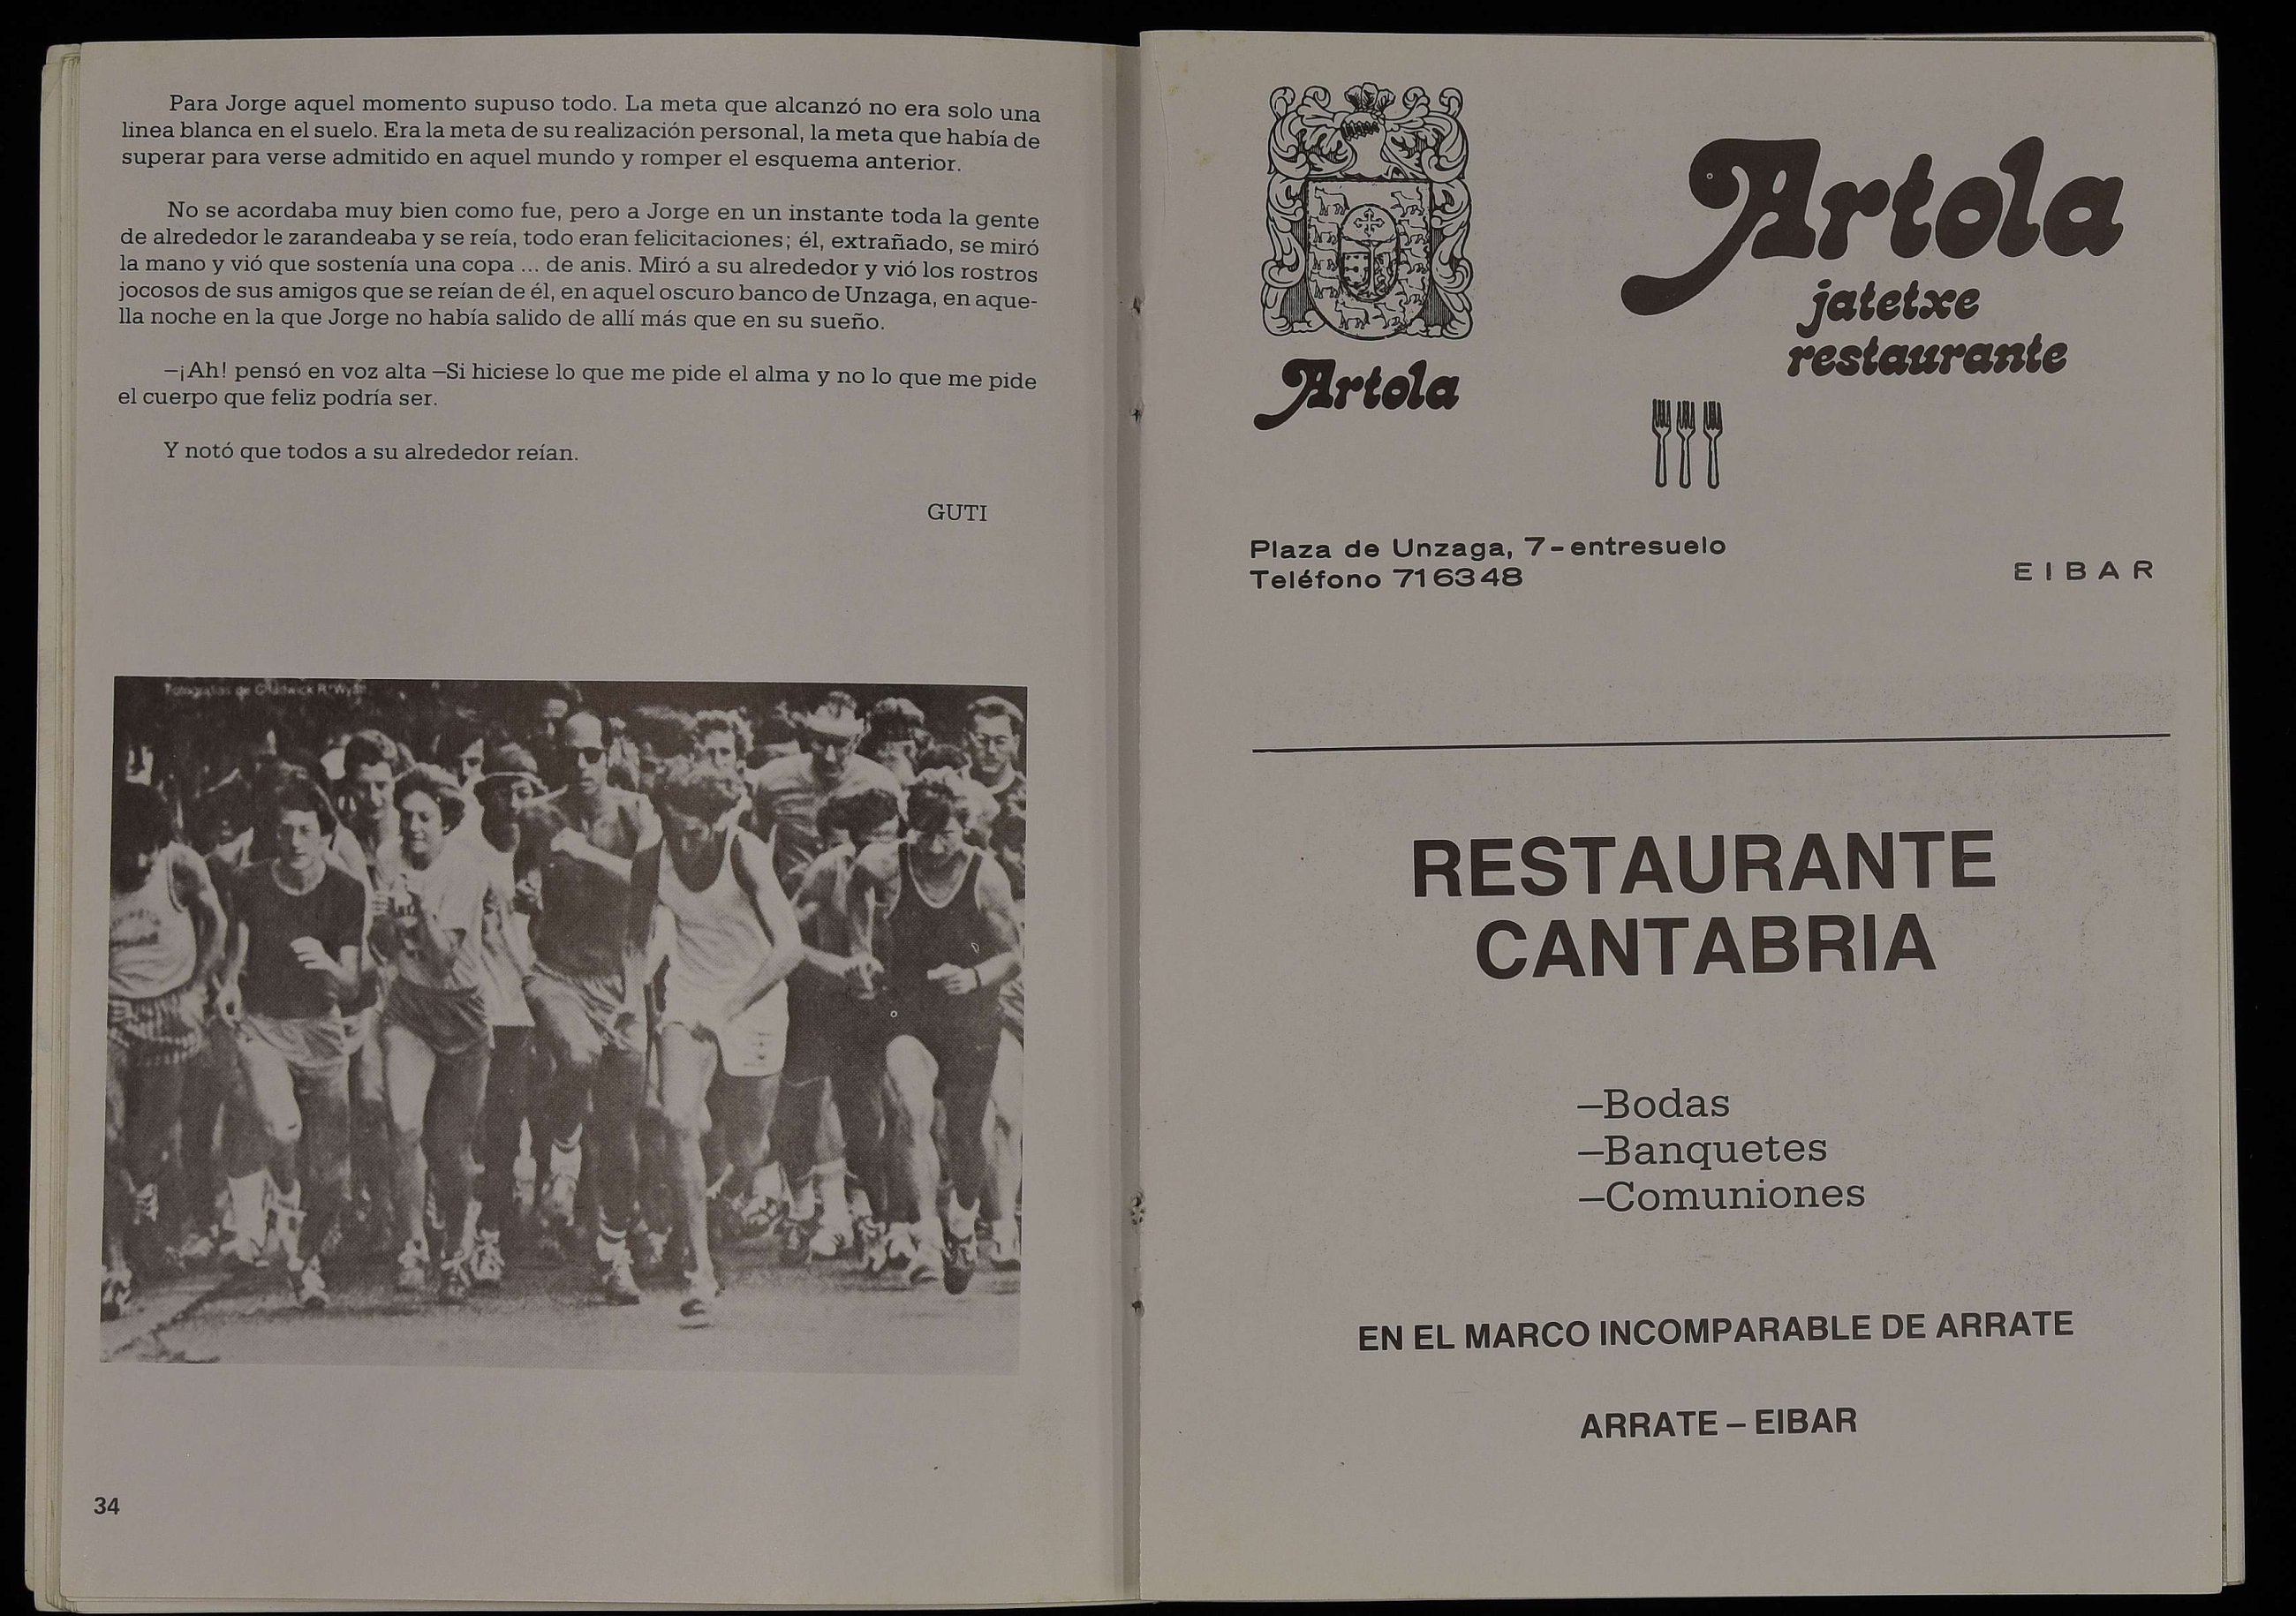 Para Jorge aquel momento supuso todo. La meta que alcanzó no era solo una
linea blanca en el suelo. Era la meta de su realización personal, la meta que había de
superar para verse admitido en aquel mundo y romper el esquema anterior.
No se acordaba muy bien como fue, pero a Jorge en un instante toda la gente
de alrededor le zarandeaba y se reía, todo eran felicitaciones; él, extrañado, se miró
la mano y vió que sostenía una copa ... de anis. Miró a su alrededor y vió los rostros
jocosos de sus amigos que se reían de él, en aquel oscuro banco de Unzaga, en aque-
lla noche en la que Jorge no había salido de allí más que en su sueño.
—¡Ah! pensó en voz alta —Si hiciese lo que me pide el alma y no lo que me pide
el cuerpo que feliz podría ser.
Y notó que todos a su alrededor reían.
GUTI
Fotografías de Chadwick R.
34
Artola
Artola
jatetxe
restaurante
Plaza de Unzaga, 7-entresuelo
Teléfono 716348
EIBAR
RESTAURANTE
CANTABRIA
—Bodas
—Banquetes
—Comuniones
EN EL MARCO INCOMPARABLE DE ARRATE
ARRATE – EIBAR